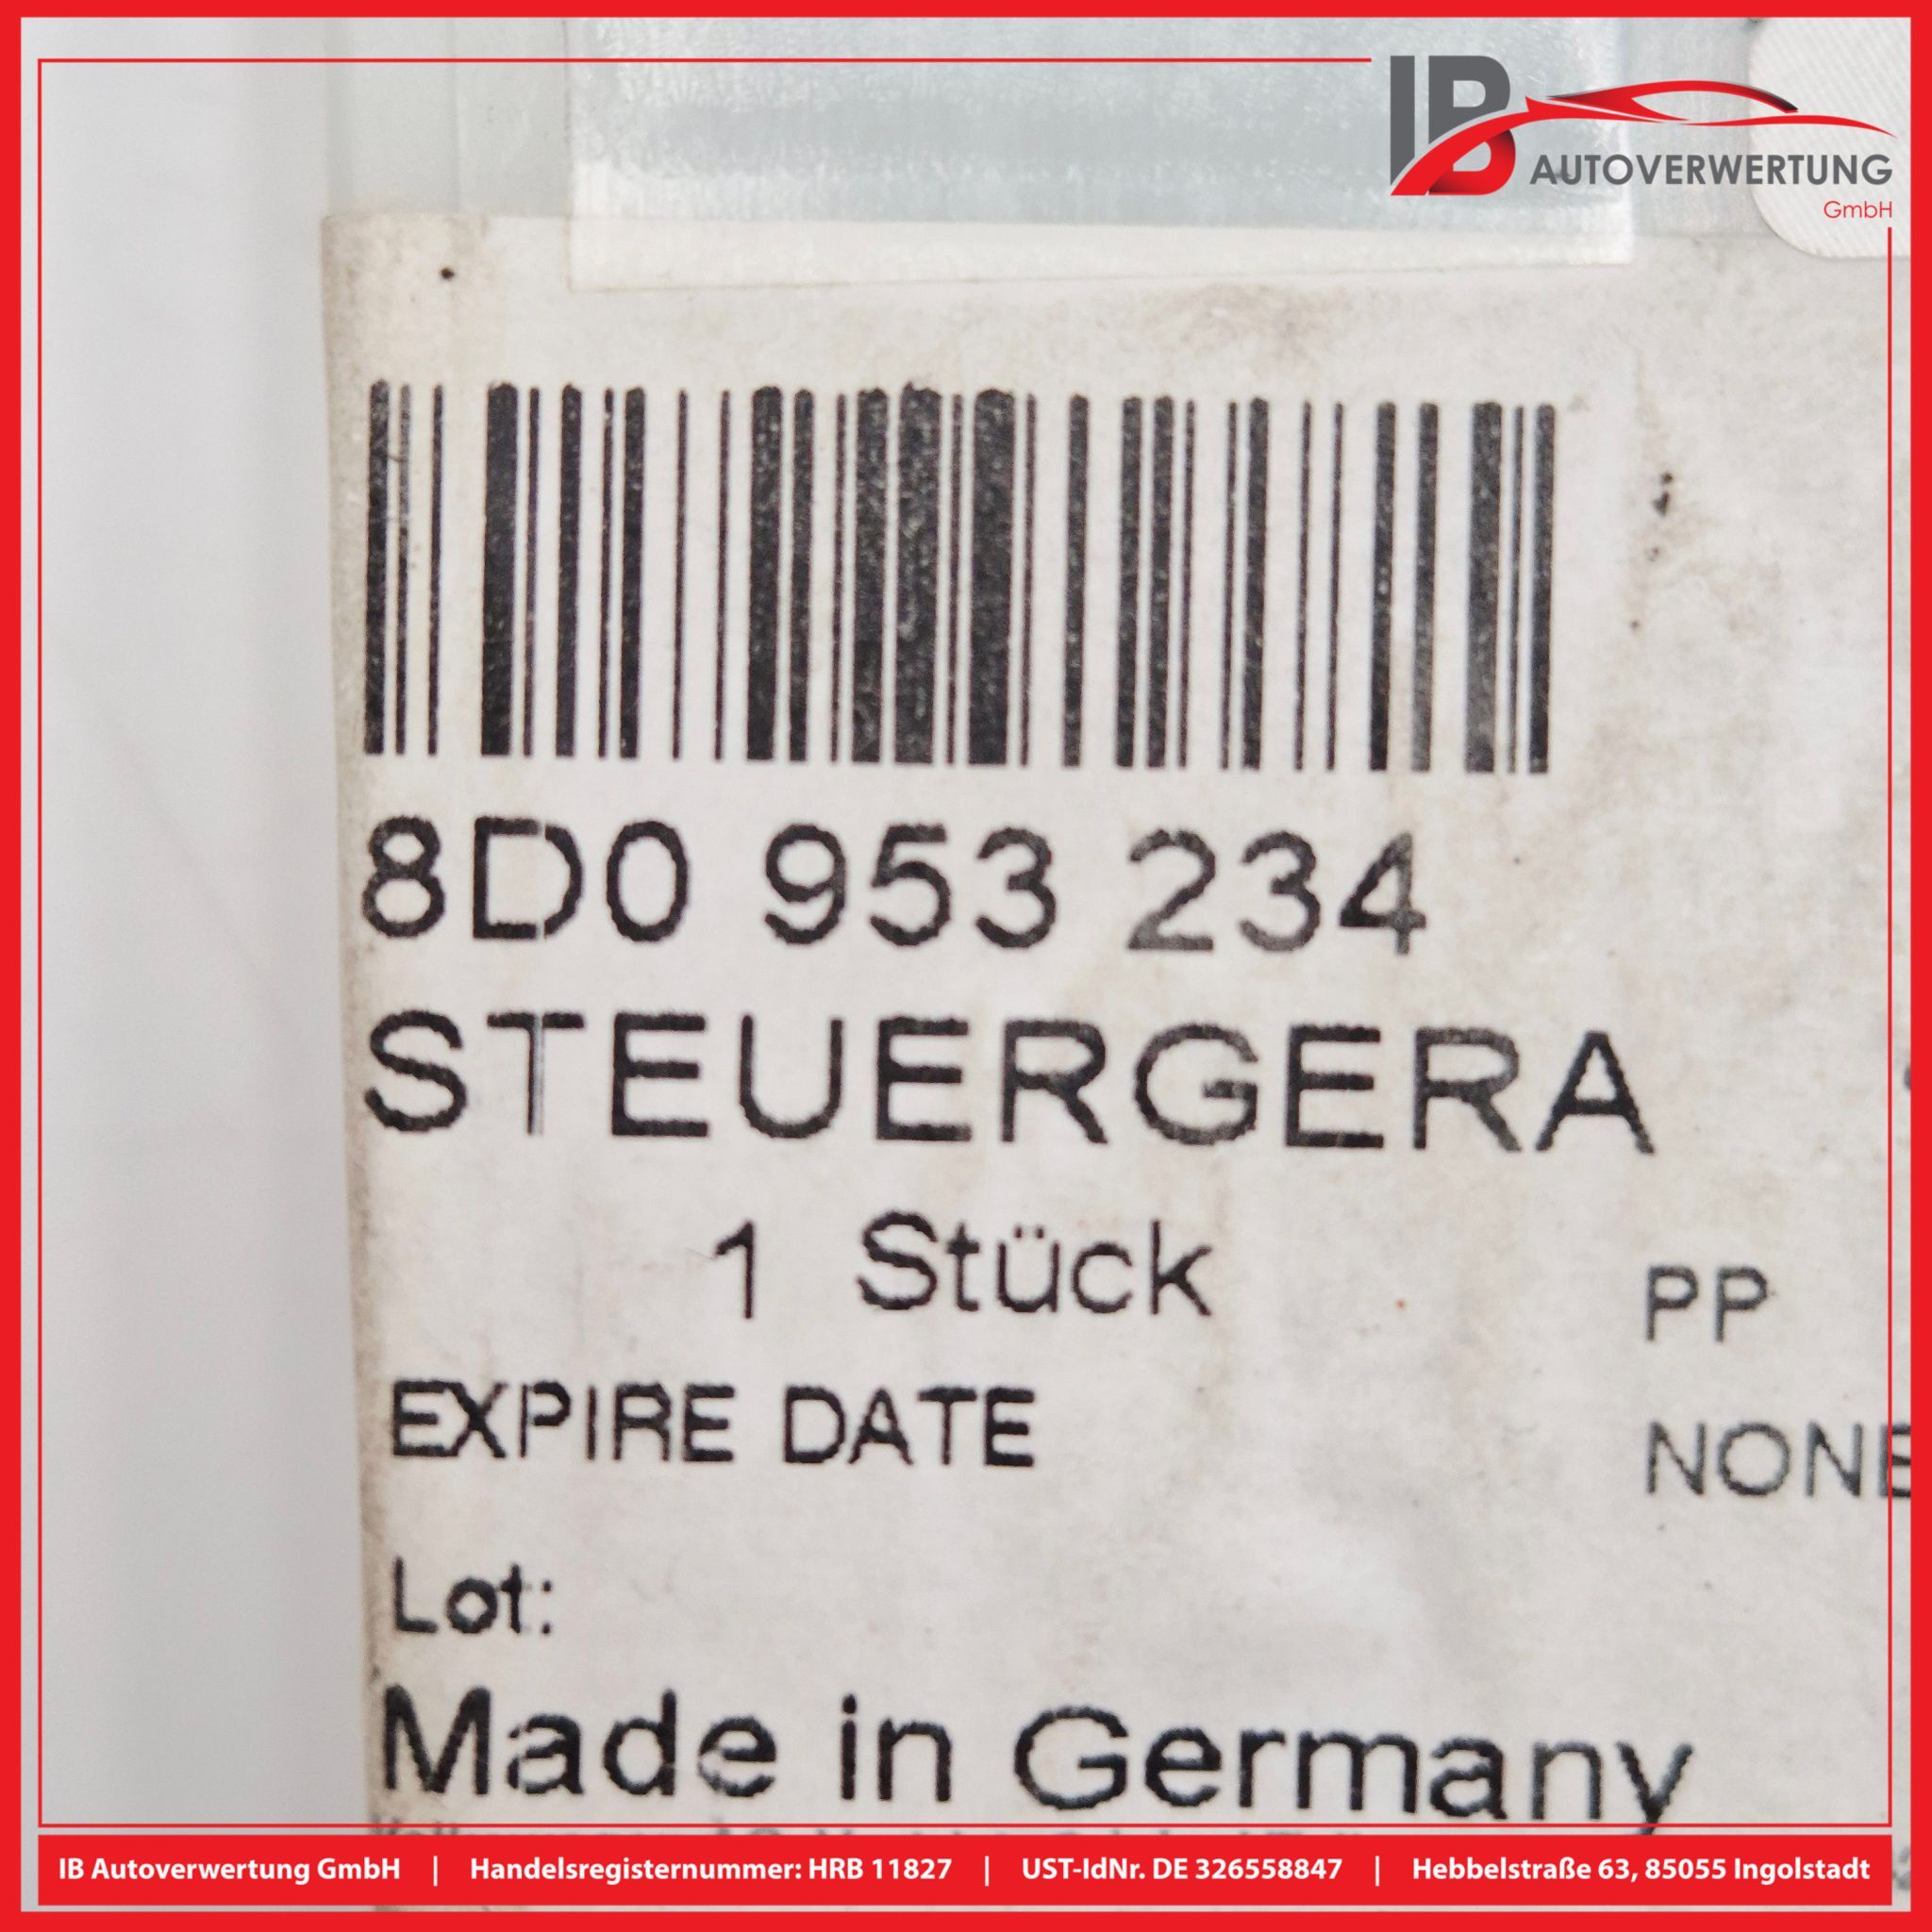 IB
AUTOVERWERTUNG
GmbH
8D0 953 234
STEUERGERA
1 Stück
PP
EXPIRE DATE
NONE
Lot:
Made in Germany
IB Autoverwertung GmbH | Handelsregisternummer: HRB 11827 | UST-IdNr. DE 326558847 | Hebbelstraße 63, 85055 Ingolstadt